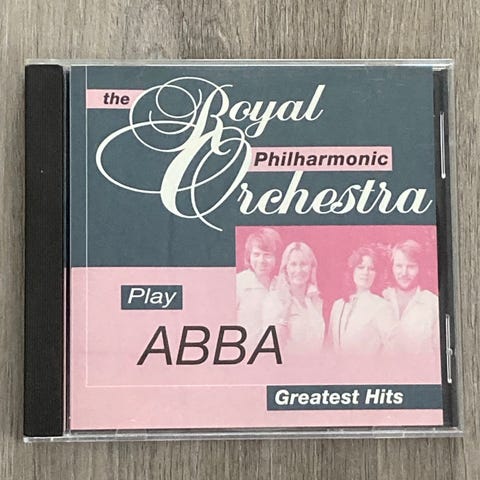 the Royal
Philharmonic
Orchestra
Play
ABBA
Greatest Hits